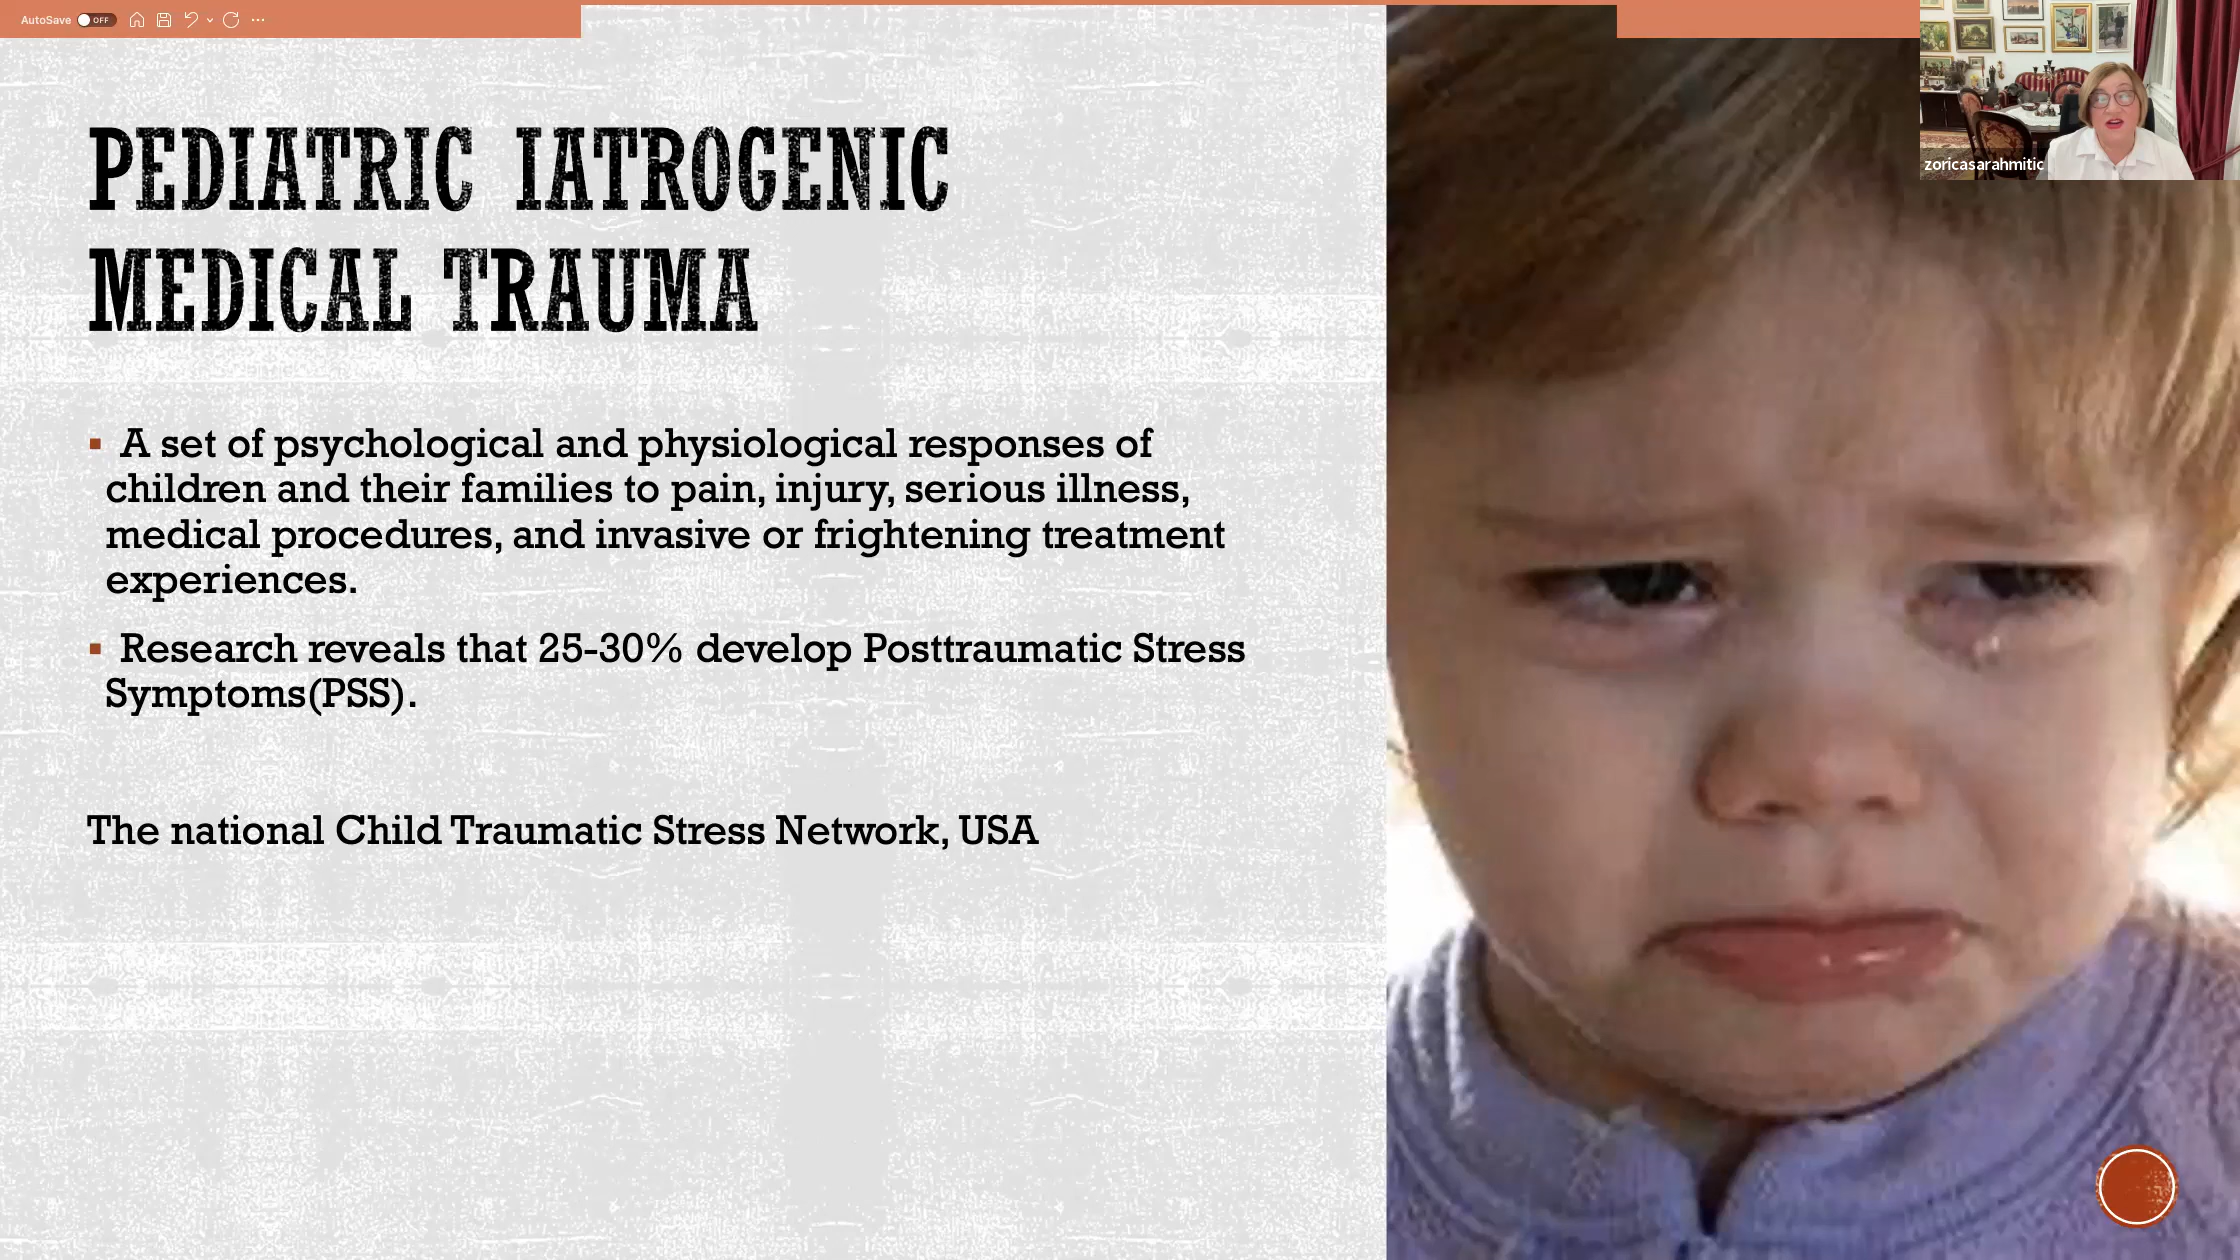 AutoSave OFF
zoricasarahmitic
PEDIATRIC IATROGENIC
MEDICAL TRAUMA
▪ A set of psychological and physiological responses of
children and their families to pain, injury, serious illness,
medical procedures, and invasive or frightening treatment
experiences.
▪ Research reveals that 25-30% develop Posttraumatic Stress
Symptoms(PSS).
The national Child Traumatic Stress Network, USA